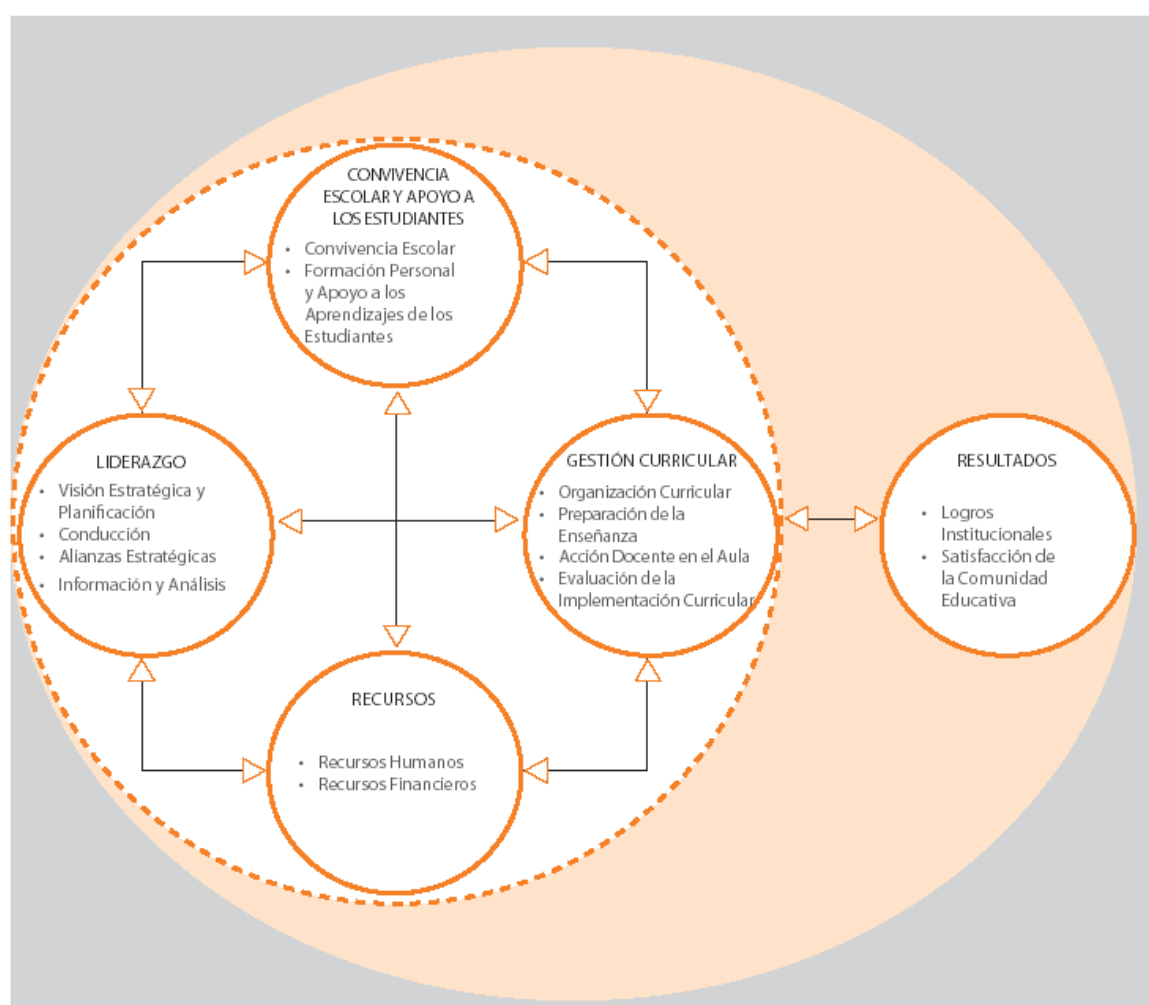 CONVIVENCIA
ESCOLAR Y APOYO A
LOS ESTUDIANTES
• Convivencia Escolar
• Formación Personal
y Apoyo a los
Aprendizajes de los
Estudiantes
LIDERAZGO
• Visión Estratégica y
Planificación
• Conducción
• Alianzas Estratégicas
• Información y Análisis
GESTIÓN CURRICULAR
• Organización Curricular
• Preparación de la
Enseñanza
• Acción Docente en el Aula
• Evaluación de la
Implementación Curricular
RESULTADOS
• Logros
Institucionales
• Satisfacción de
la Comunidad
Educativa
RECURSOS
• Recursos Humanos
• Recursos Financieros